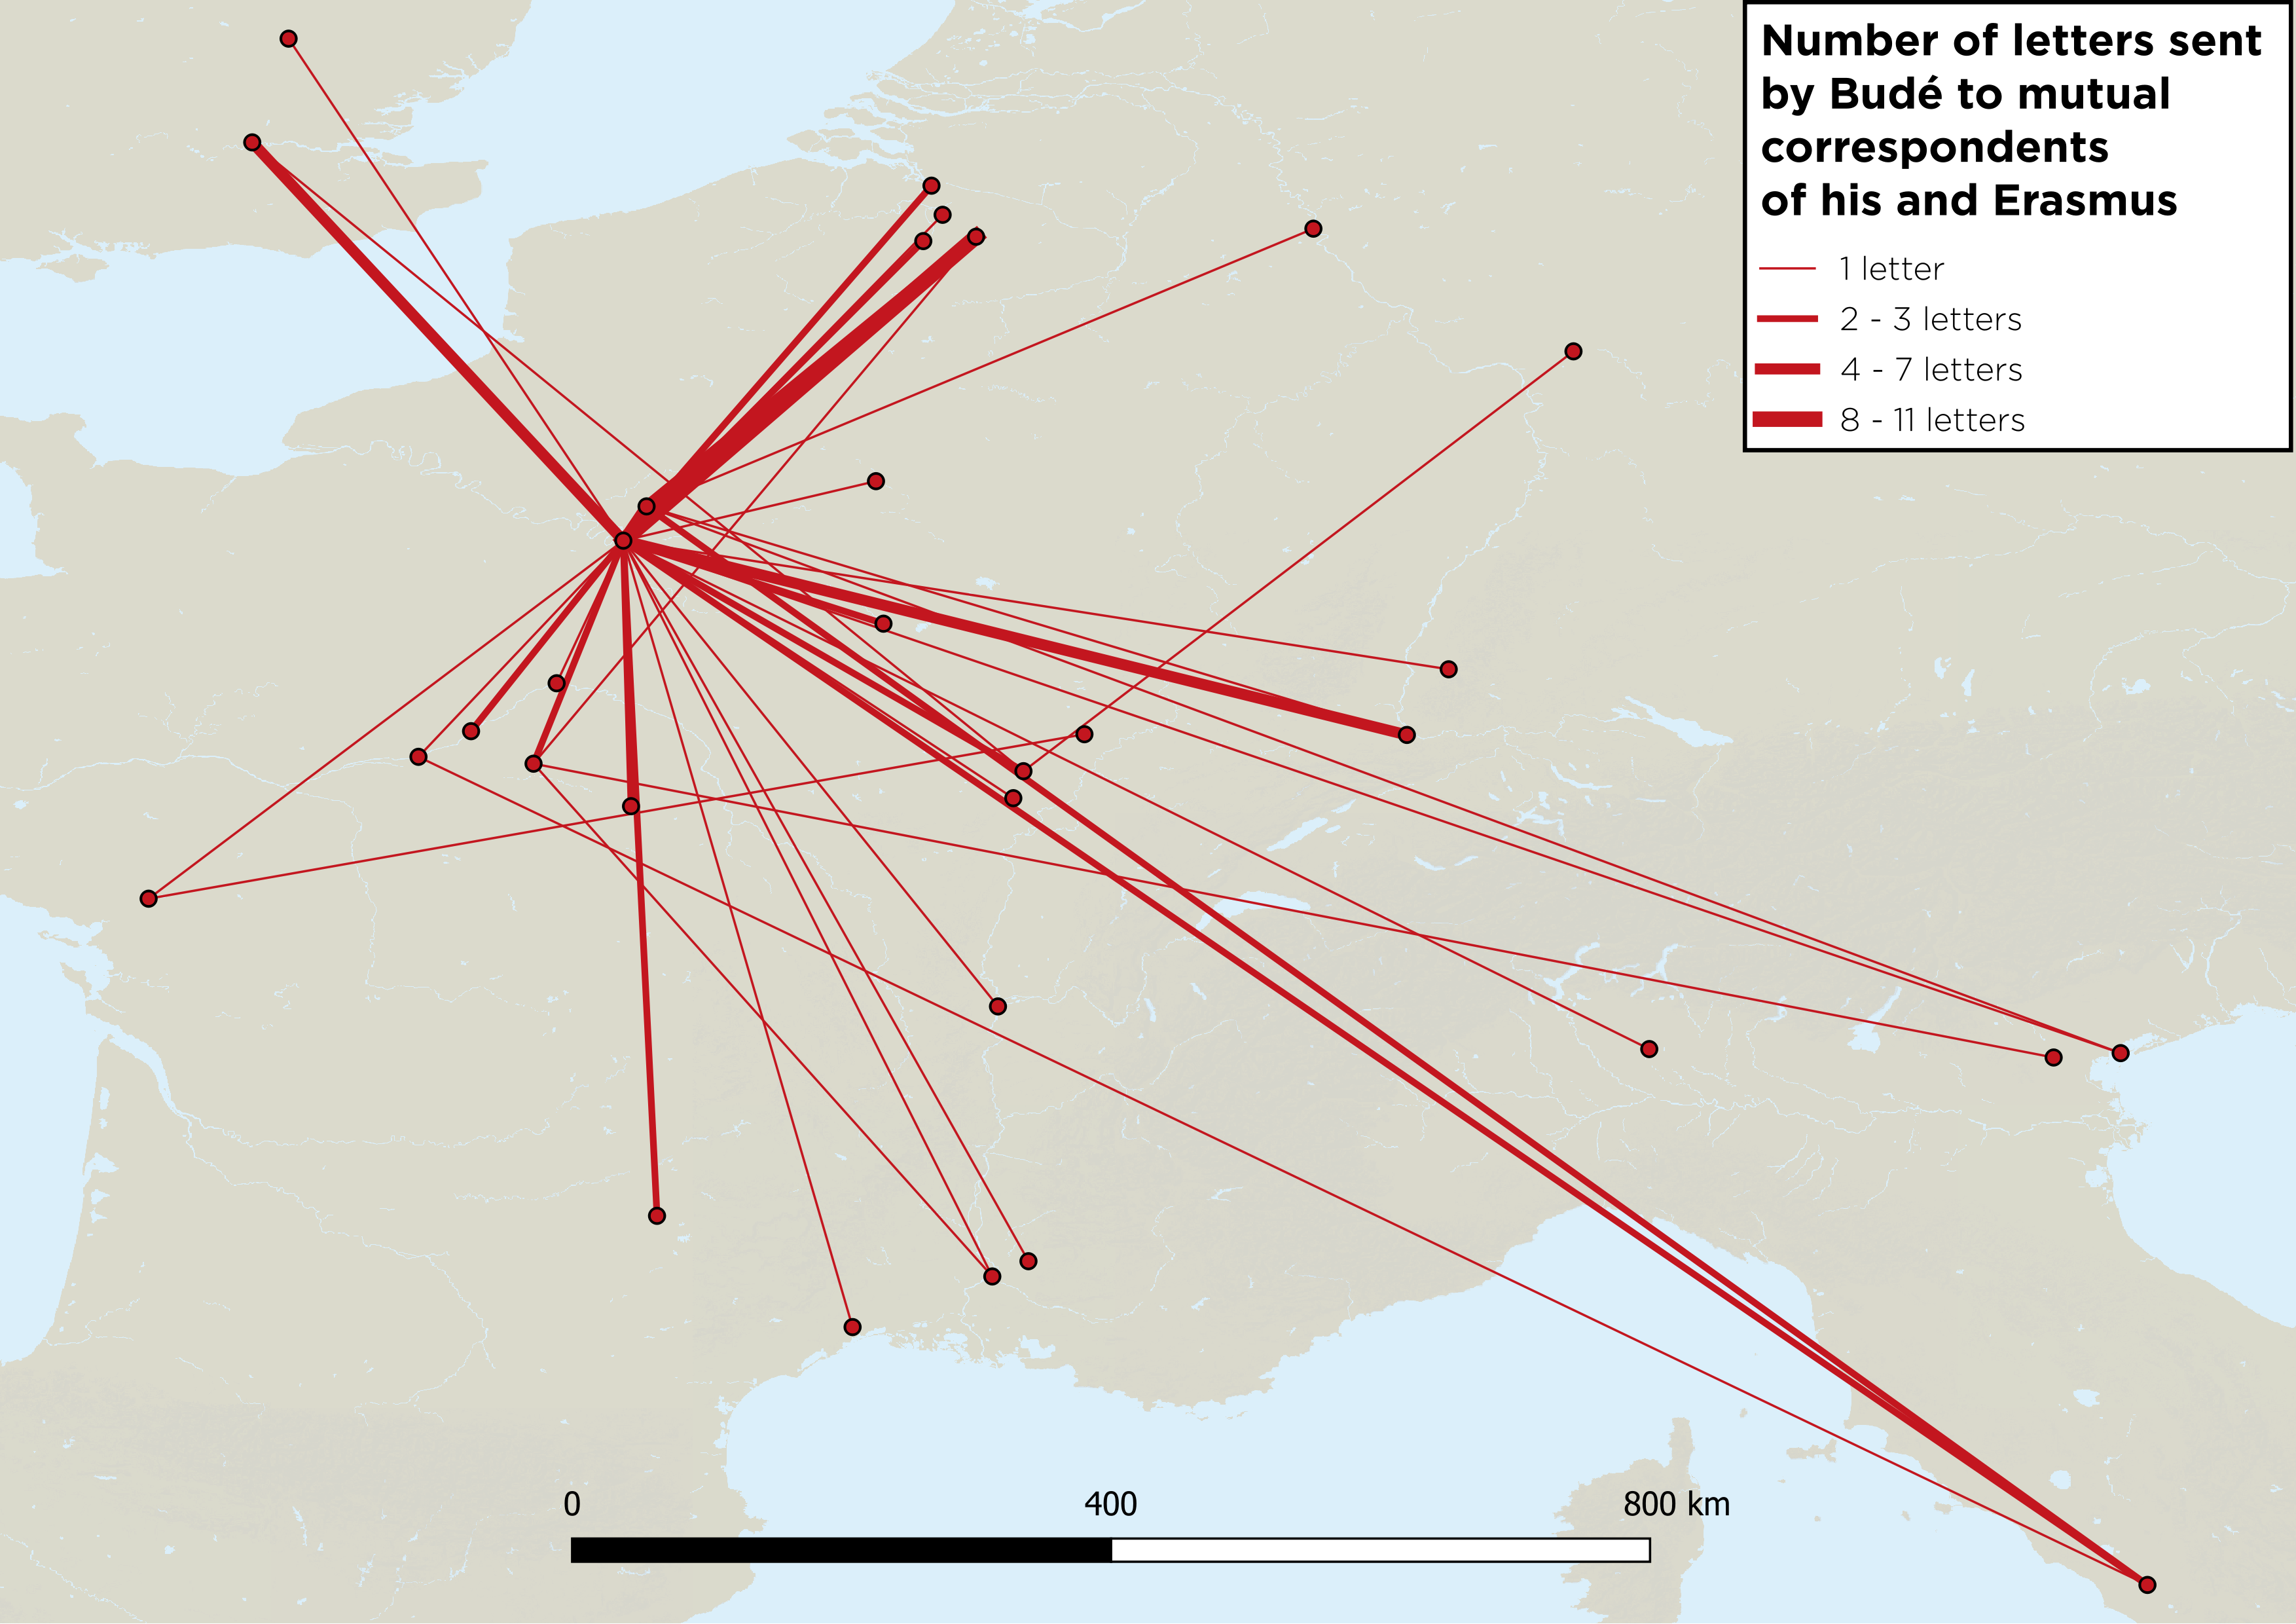 Number of letters sent
by Budé to mutual
correspondents
of his and Erasmus
1 letter
2 - 3 letters
4 - 7 letters
8 - 11 letters
0 400 800 km